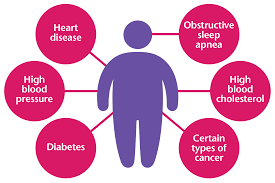 Heart
disease
Obstructive
sleep
apnea
High
blood
pressure
High
blood
cholesterol
Diabetes
Certain
types of
cancer